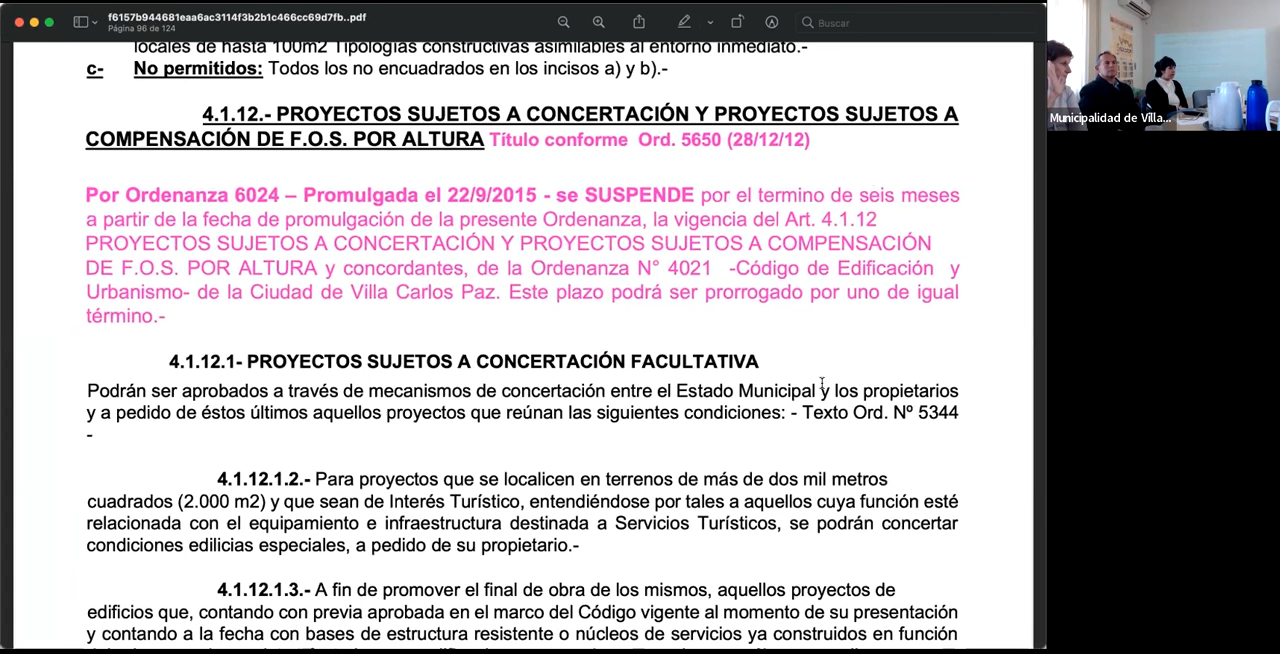 f6157b944681eaa6ac3114f3b2b1c466cc69d7fb..pdf
Página 96 de 124
Buscar
locales de hasta 100m2 Tipologías constructivas asimilables al entorno inmediato.-
c- No permitidos: Todos los no encuadrados en los incisos a) y b).-
4.1.12.- PROYECTOS SUJETOS A CONCERTACIÓN Y PROYECTOS SUJETOS A
COMPENSACIÓN DE F.O.S. POR ALTURA Título conforme Ord. 5650 (28/12/12)
Por Ordenanza 6024 – Promulgada el 22/9/2015 - se SUSPENDE por el termino de seis meses
a partir de la fecha de promulgación de la presente Ordenanza, la vigencia del Art. 4.1.12
PROYECTOS SUJETOS A CONCERTACIÓN Y PROYECTOS SUJETOS A COMPENSACIÓN
DE F.O.S. POR ALTURA y concordantes, de la Ordenanza N° 4021 -Código de Edificación y
Urbanismo- de la Ciudad de Villa Carlos Paz. Este plazo podrá ser prorrogado por uno de igual
término.-
4.1.12.1- PROYECTOS SUJETOS A CONCERTACIÓN FACULTATIVA
Podrán ser aprobados a través de mecanismos de concertación entre el Estado Municipal y los propietarios
y a pedido de éstos últimos aquellos proyectos que reúnan las siguientes condiciones: - Texto Ord. Nº 5344
-
4.1.12.1.2.- Para proyectos que se localicen en terrenos de más de dos mil metros
cuadrados (2.000 m2) y que sean de Interés Turístico, entendiéndose por tales a aquellos cuya función esté
relacionada con el equipamiento e infraestructura destinada a Servicios Turísticos, se podrán concertar
condiciones edilicias especiales, a pedido de su propietario.-
4.1.12.1.3.- A fin de promover el final de obra de los mismos, aquellos proyectos de
edificios que, contando con previa aprobada en el marco del Código vigente al momento de su presentación
y contando a la fecha con bases de estructura resistente o núcleos de servicios ya construidos en función
Municipalidad de Villa...